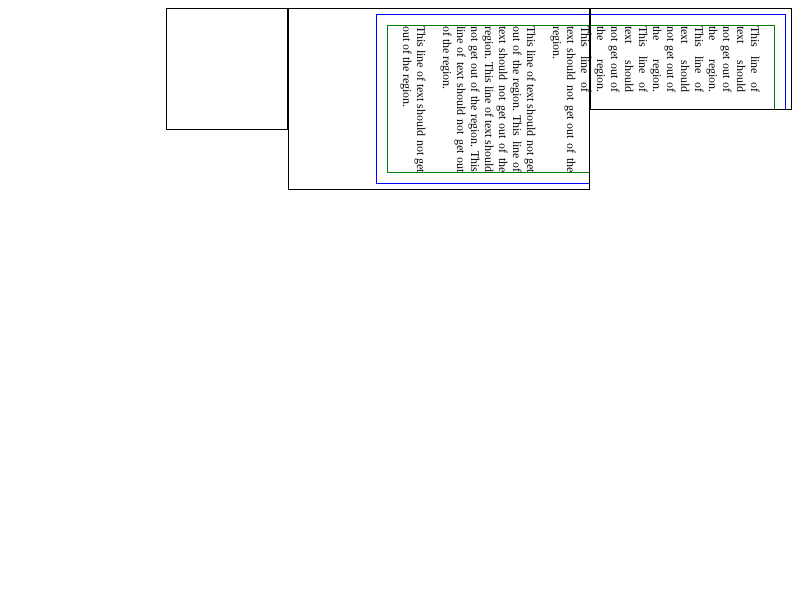 This line of
text should
not get out of
the region.
This line of
text should
not get out of
the region.
This line of
text should
not get out of
the region.
This line of
text should not get out of the
region.
This line of text should not get
out of the region. This line of
text should not get out of the
region. This line of text should
not get out of the region. This
line of text should not get out
of the region.
This line of text should not get
out of the region.